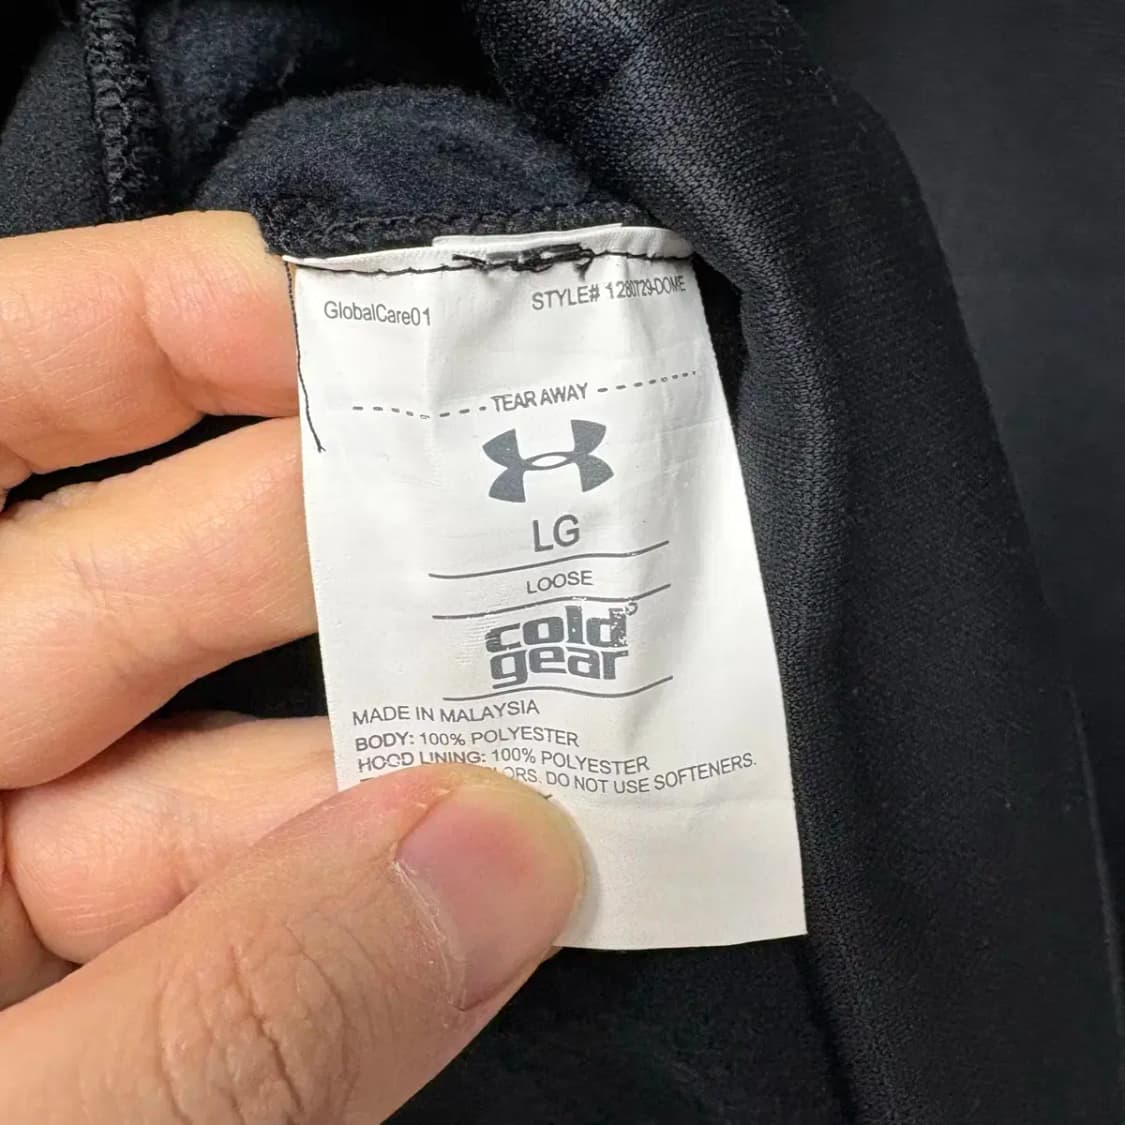 GlobalCare01 STYLE# 1280729-DOME
TEAR AWAY
LG
LOOSE
cold
gear
MADE IN MALAYSIA
BODY: 100% POLYESTER
HOOD LINING: 100% POLYESTER
DO NOT USE SOFTENERS.